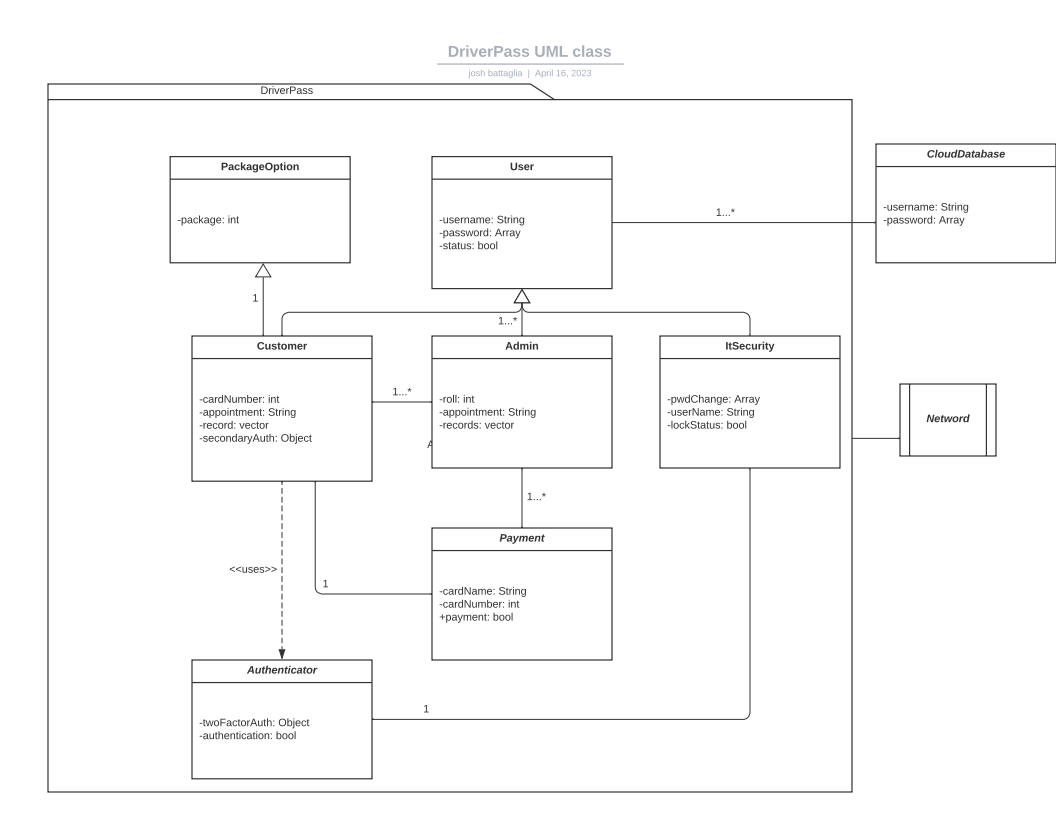 DriverPass UML class
josh battaglia | April 16, 2023
DriverPass
PackageOption
-package: int
User
-username: String
-password: Array
-status: bool
1...*
CloudDatabase
-username: String
-password: Array
1
1...*
Customer
-cardNumber: int
-appointment: String
-record: vector
-secondaryAuth: Object
1...*
Admin
-roll: int
-appointment: String
-records: vector
ItSecurity
-pwdChange: Array
-userName: String
-lockStatus: bool
Netword
1...*
<<uses>>
1
Payment
-cardName: String
-cardNumber: int
+payment: bool
Authenticator
-twoFactorAuth: Object
-authentication: bool
1